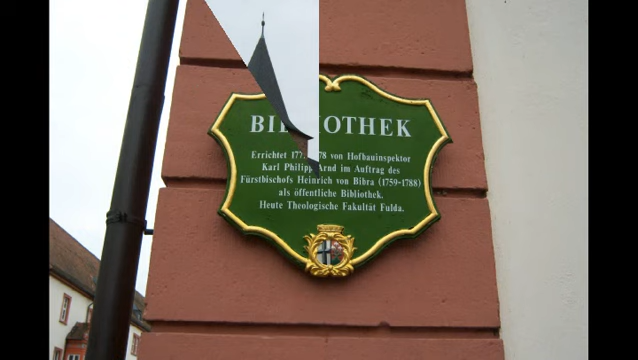 Errichtet von Hofbauinspektor
Karl Philipp Arnd im Auftrag des
Fürstbischofs Heinrich von Bibra (1759-1788)
als öffentliche Bibliothek.
Heute Theologische Fakultät Fulda.